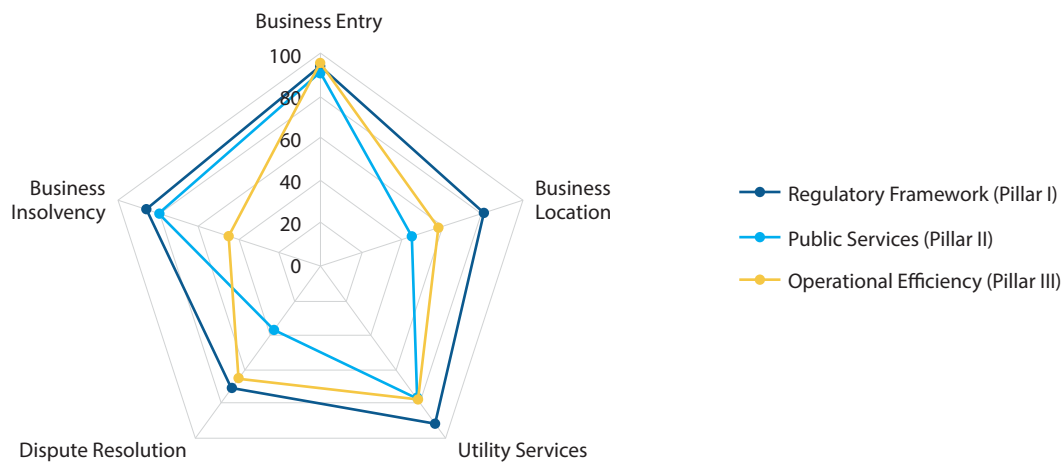 Business Entry
100
80
60
40
20
0
Business
Insolvency
Business
Location
Dispute Resolution
Utility Services
Regulatory Framework (Pillar I)
Public Services (Pillar II)
Operational Efficiency (Pillar III)